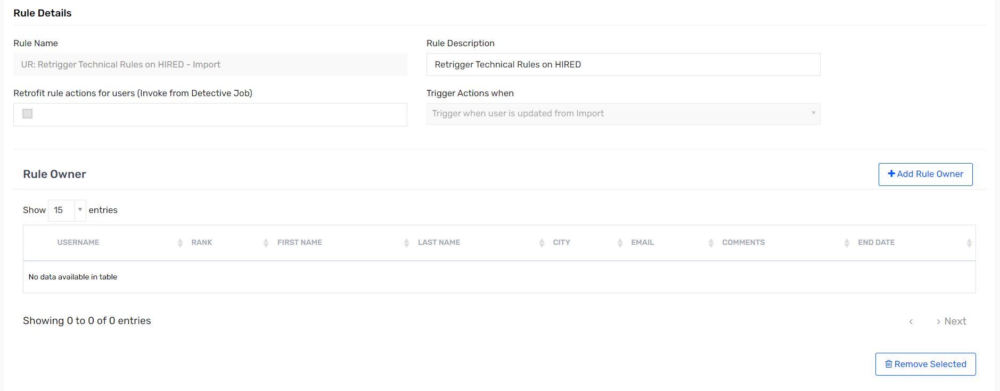 Rule Details
Rule Name
Rule Description
UR: Retrigger Technical Rules on HIRED - Import
Retrigger Technical Rules on HIRED
Retrofit rule actions for users (Invoke from Detective Job)
Trigger Actions when
Trigger when user is updated from Import
Rule Owner
Add Rule Owner
Show 15 entries
USERNAME RANK FIRST NAME LAST NAME CITY EMAIL COMMENTS END DATE
No data available in table
Showing 0 to 0 of 0 entries
‹ › Next
Remove Selected